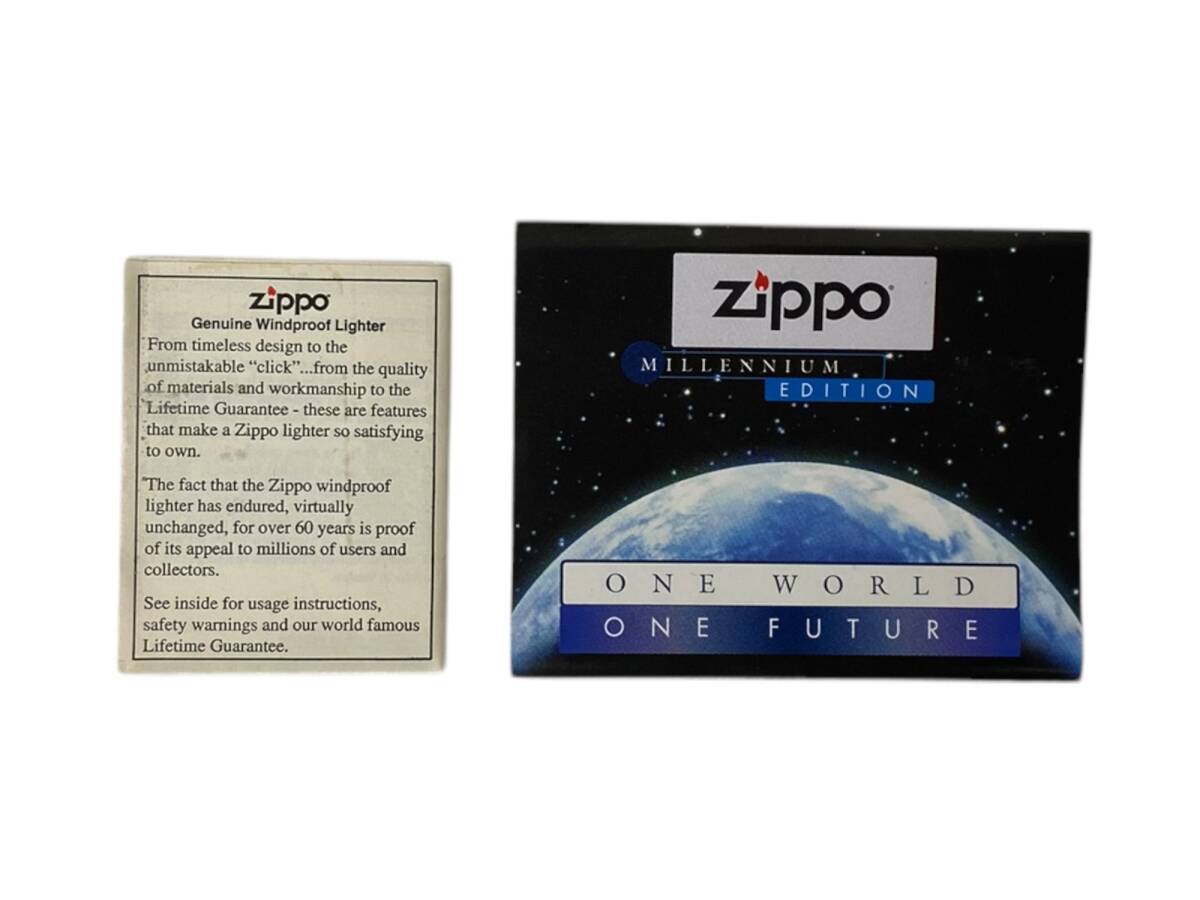 Zippo
Genuine Windproof Lighter
From timeless design to the
unmistakable “click”...from the quality
of materials and workmanship to the
Lifetime Guarantee - these are features
that make a Zippo lighter so satisfying
to own.
The fact that the Zippo windproof
lighter has endured, virtually
unchanged, for over 60 years is proof
of its appeal to millions of users and
collectors.
See inside for usage instructions,
safety warnings and our world famous
Lifetime Guarantee.
Zippo
MILLENNIUM
EDITION
ONE WORLD
ONE FUTURE